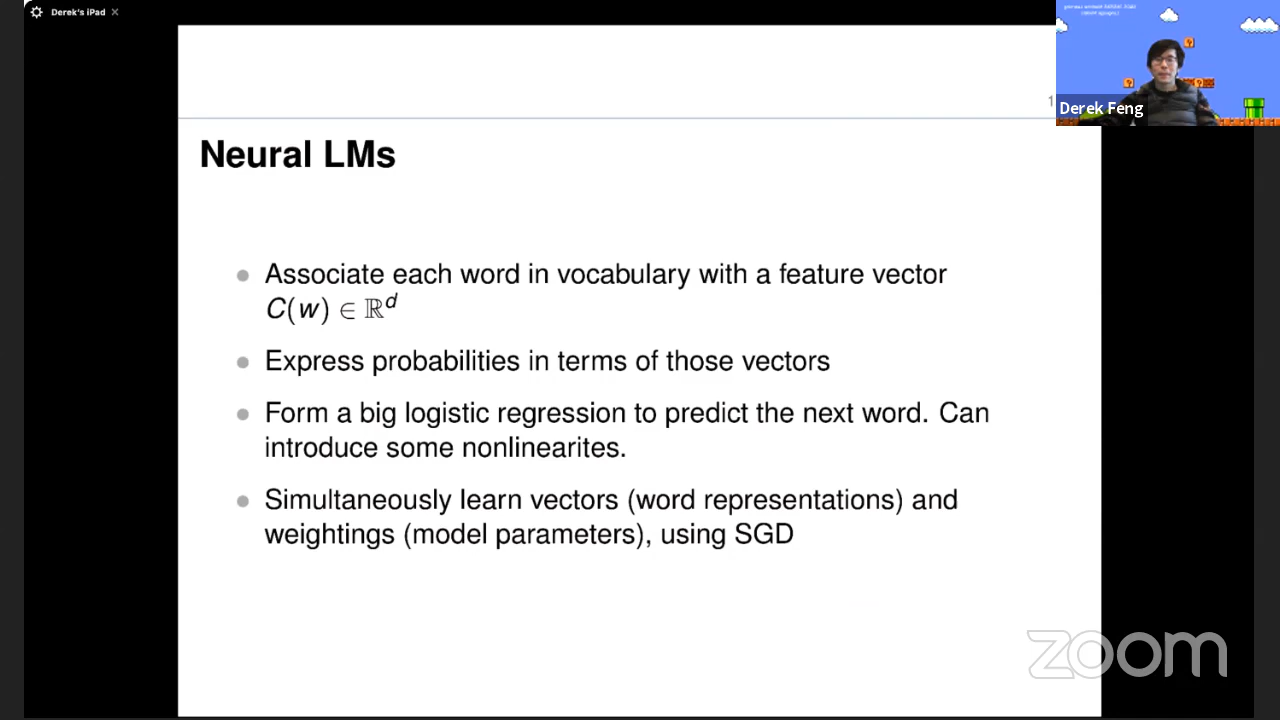 Derek's iPad
1
Derek Feng
Neural LMs
Associate each word in vocabulary with a feature vector
C(w) ∈ ℝ^d
Express probabilities in terms of those vectors
Form a big logistic regression to predict the next word. Can
introduce some nonlinearites.
Simultaneously learn vectors (word representations) and
weightings (model parameters), using SGD
zoom